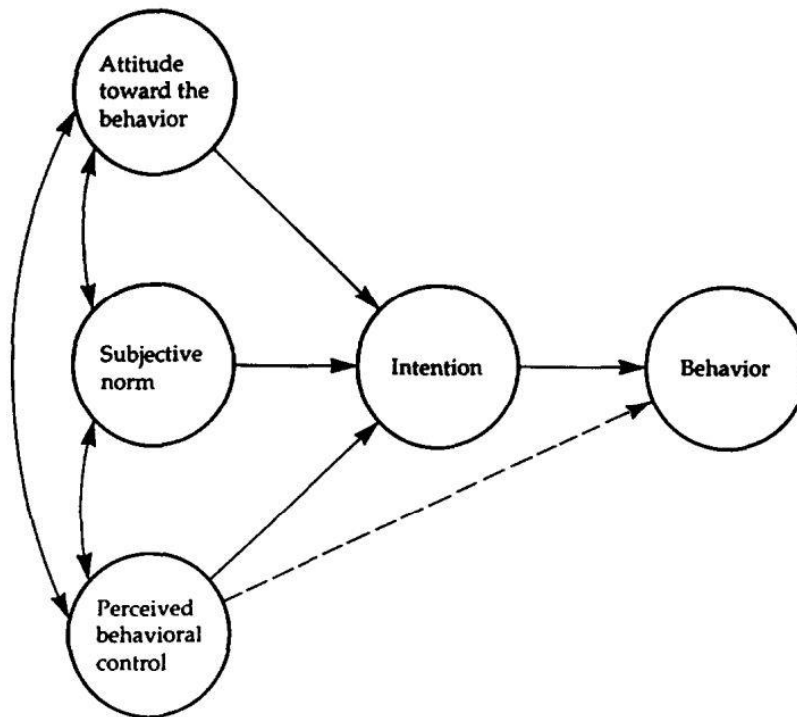 Attitude
toward the
behavior
Subjective
norm
Intention
Behavior
Perceived
behavioral
control